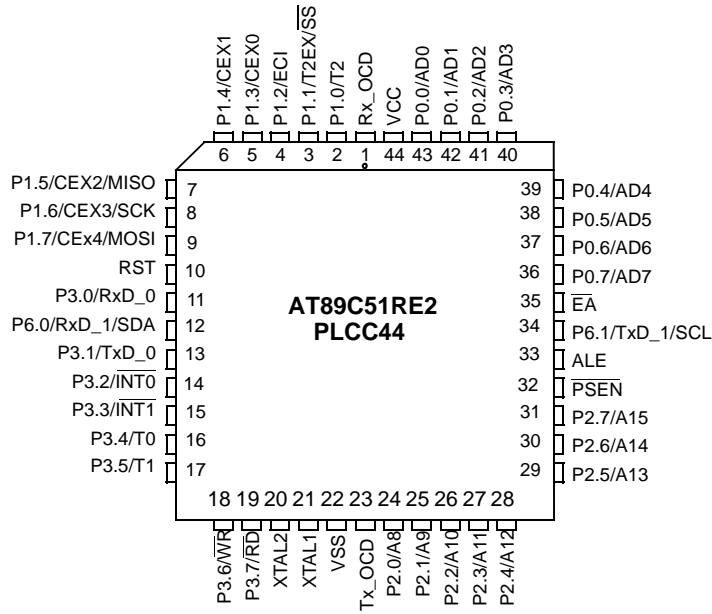 P1.4/CEX1
P1.3/CEX0
P1.2/ECI
P1.1/T2EX/S̅S̅
P1.0/T2
Rx_OCD
VCC
P0.0/AD0
P0.1/AD1
P0.2/AD2
P0.3/AD3
6 5 4 3 2 1 44 43 42 41 40
P1.5/CEX2/MISO 7
P1.6/CEX3/SCK 8
P1.7/CEx4/MOSI 9
RST 10
P3.0/RxD_0 11
P6.0/RxD_1/SDA 12
P3.1/TxD_0 13
P3.2/I̅N̅T̅0̅ 14
P3.3/I̅N̅T̅1̅ 15
P3.4/T0 16
P3.5/T1 17
AT89C51RE2
PLCC44
39 P0.4/AD4
38 P0.5/AD5
37 P0.6/AD6
36 P0.7/AD7
35 E̅A̅
34 P6.1/TxD_1/SCL
33 ALE
32 P̅S̅E̅N̅
31 P2.7/A15
30 P2.6/A14
29 P2.5/A13
18 19 20 21 22 23 24 25 26 27 28
P3.6/W̅R̅
P3.7/R̅D̅
XTAL2
XTAL1
VSS
Tx_OCD
P2.0/A8
P2.1/A9
P2.2/A10
P2.3/A11
P2.4/A12